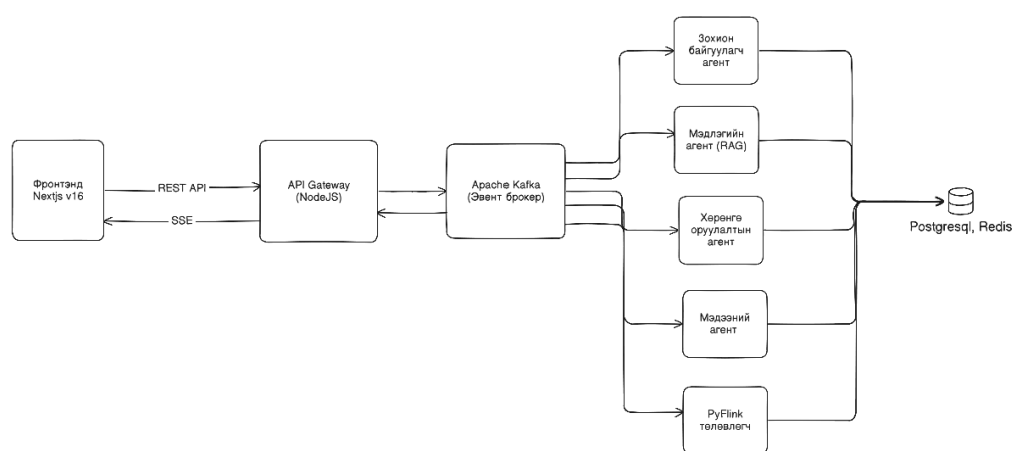 Фронтэнд
Nextjs v16
REST API
SSE
API Gateway
(NodeJS)
Apache Kafka
(Эвент брокер)
Зохион
байгуулагч
агент
Мэдлэгийн
агент (RAG)
Хөрөнгө
оруулалтын
агент
Мэдээний
агент
PyFlink
төлөвлөгч
Postgresql, Redis